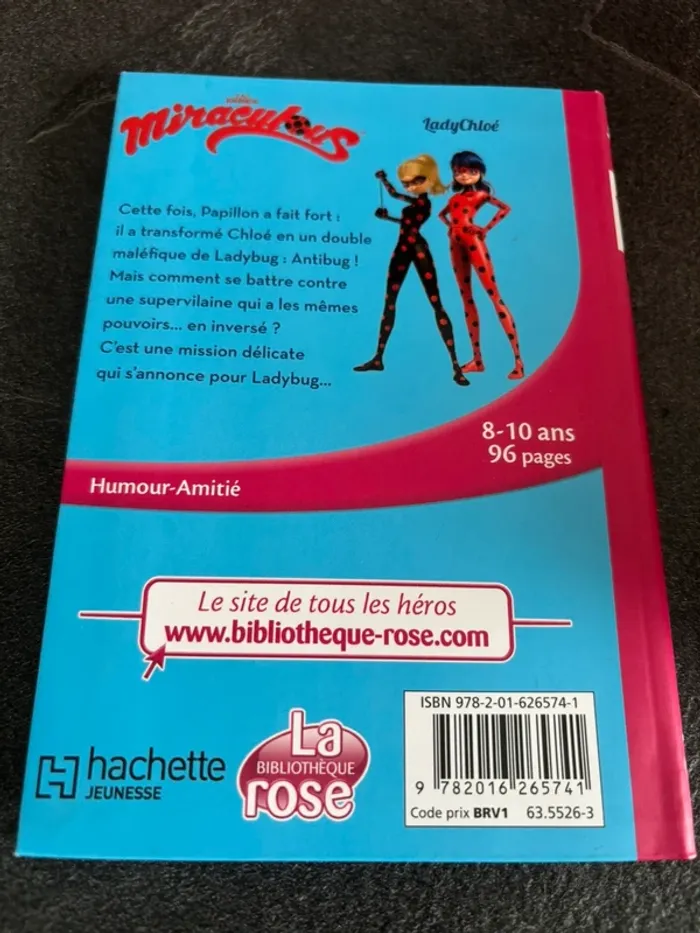 Miraculous
LadyChloé
Cette fois, Papillon a fait fort :
il a transformé Chloé en un double
maléfique de Ladybug : Antibug !
Mais comment se battre contre
une supervilaine qui a les mêmes
pouvoirs... en inversé ?
C'est une mission délicate
qui s'annonce pour Ladybug...
8-10 ans
96 pages
Humour-Amitié
Le site de tous les héros
www.bibliotheque-rose.com
hachette
JEUNESSE
La
BIBLIOTHÈQUE
rose
ISBN 978-2-01-626574-1
9 782016 265741
Code prix BRV1 63.5526-3